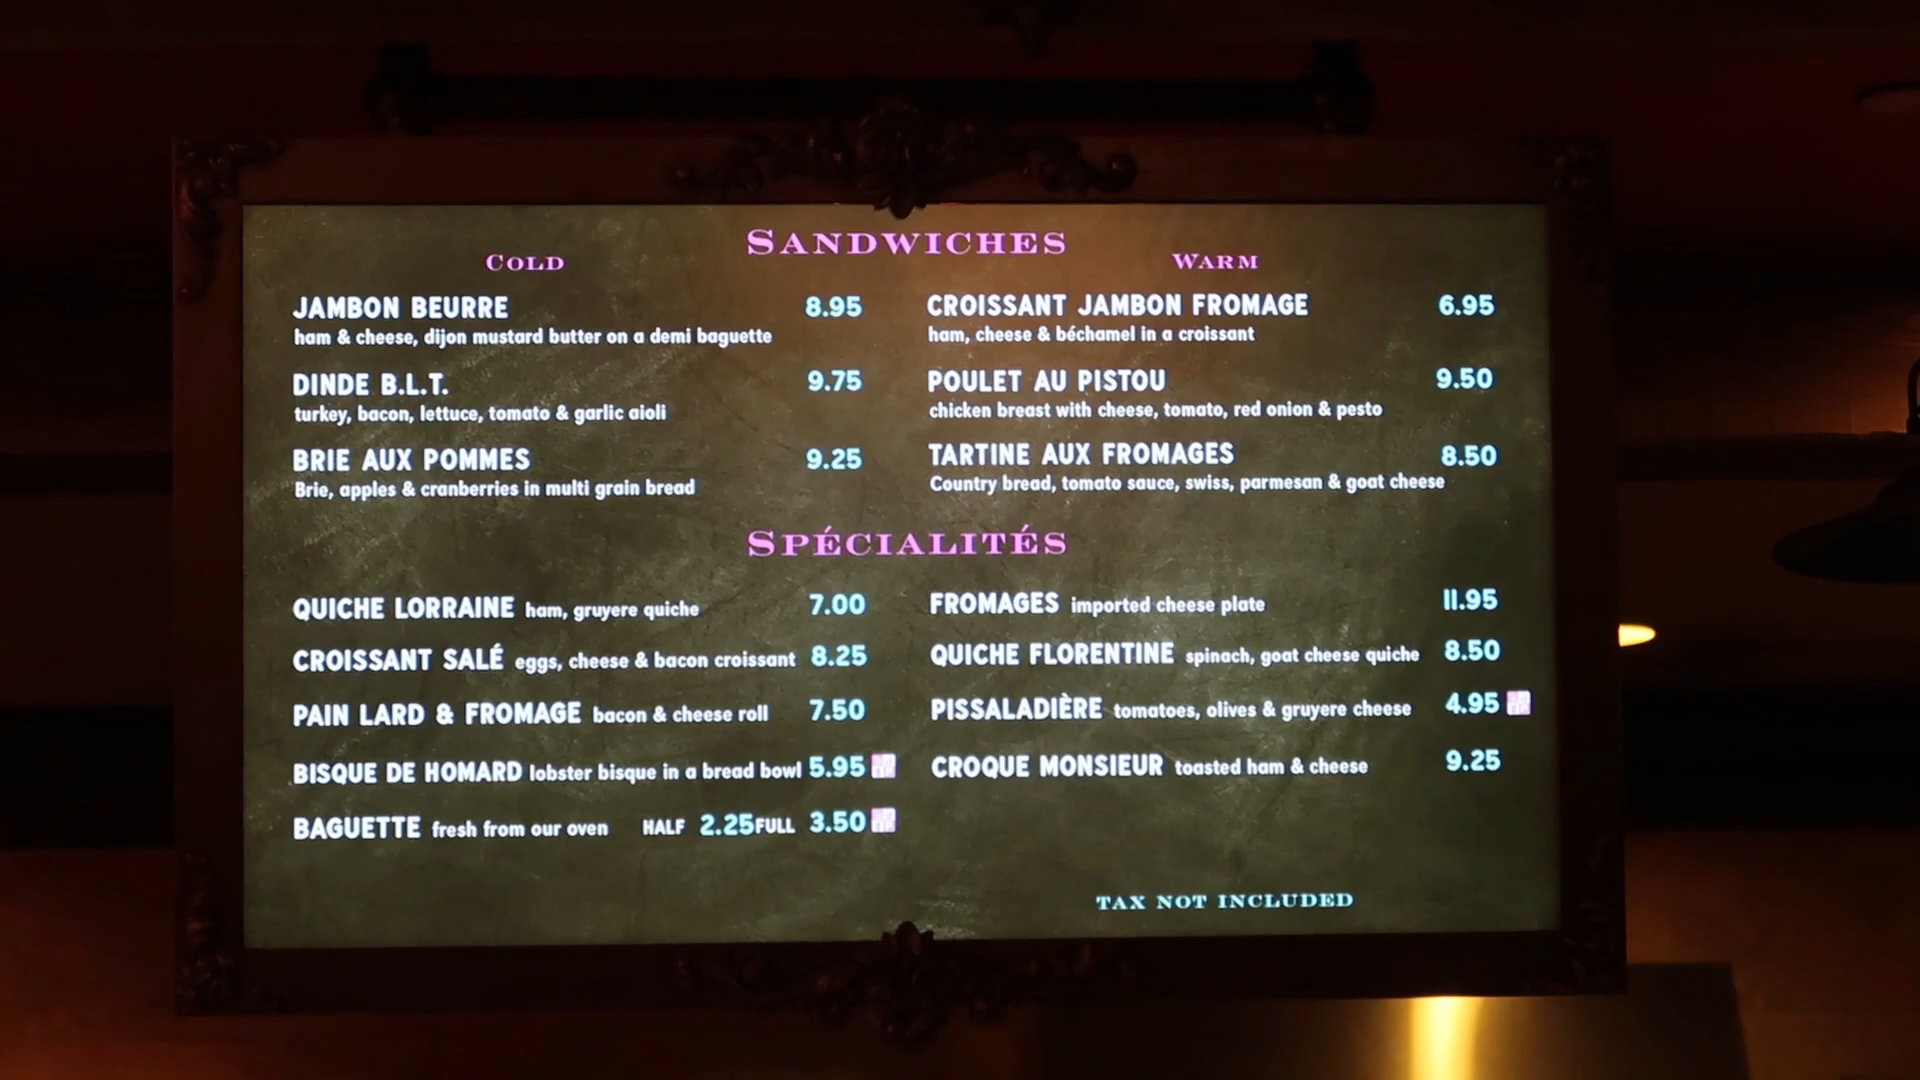 SANDWICHES
COLD
JAMBON BEURRE 8.95
ham & cheese, dijon mustard butter on a demi baguette
DINDE B.L.T. 9.75
turkey, bacon, lettuce, tomato & garlic aioli
BRIE AUX POMMES 9.25
Brie, apples & cranberries in multi grain bread
WARM
CROISSANT JAMBON FROMAGE 6.95
ham, cheese & béchamel in a croissant
POULET AU PISTOU 9.50
chicken breast with cheese, tomato, red onion & pesto
TARTINE AUX FROMAGES 8.50
Country bread, tomato sauce, swiss, parmesan & goat cheese
SPÉCIALITÉS
QUICHE LORRAINE ham, gruyere quiche 7.00
CROISSANT SALÉ eggs, cheese & bacon croissant 8.25
PAIN LARD & FROMAGE bacon & cheese roll 7.50
BISQUE DE HOMARD lobster bisque in a bread bowl 5.95
BAGUETTE fresh from our oven HALF 2.25 FULL 3.50
FROMAGES imported cheese plate 11.95
QUICHE FLORENTINE spinach, goat cheese quiche 8.50
PISSALADIÈRE tomatoes, olives & gruyere cheese 4.95
CROQUE MONSIEUR toasted ham & cheese 9.25
TAX NOT INCLUDED